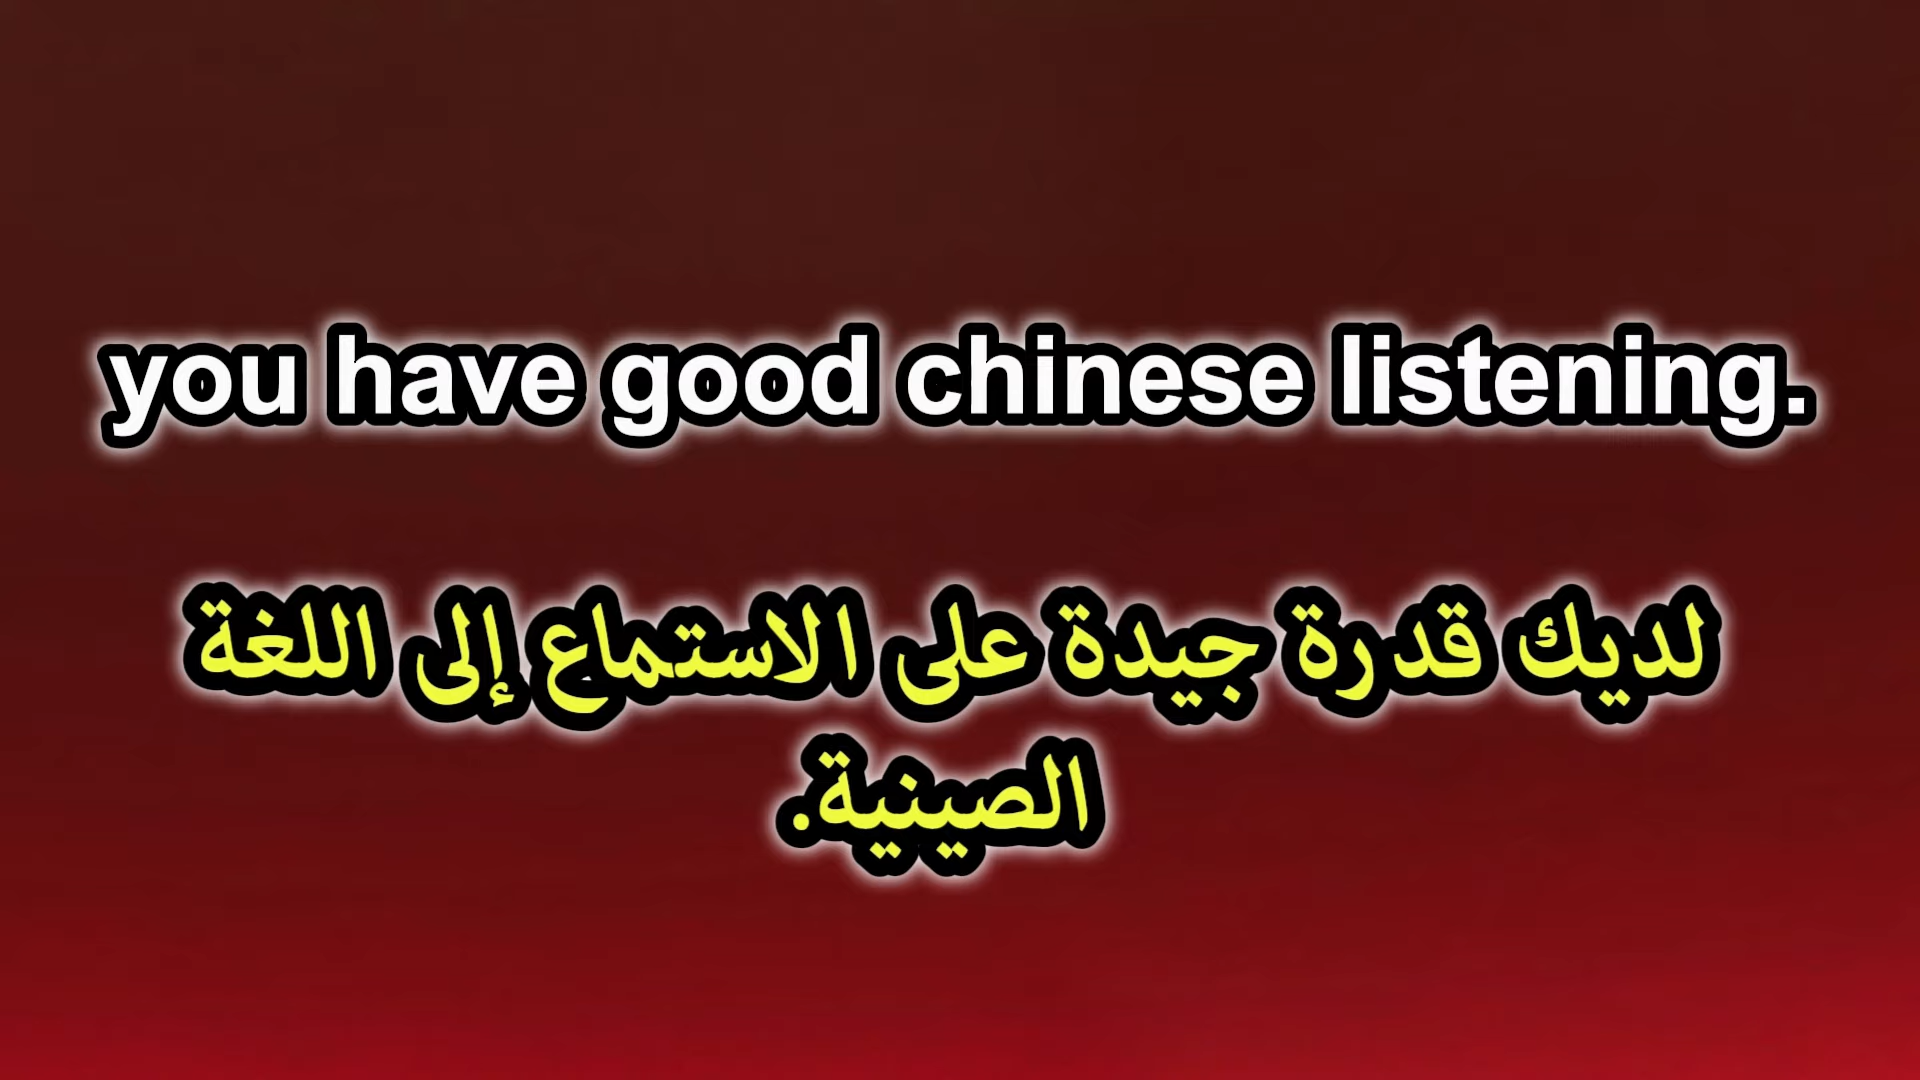 you have good chinese listening.
لديك قدرة جيدة على الاستماع إلى اللغة
الصينية.